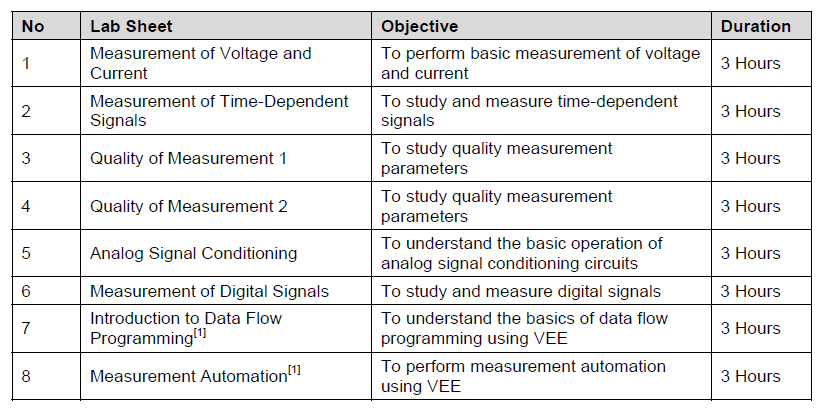 No Lab Sheet Objective Duration
1 Measurement of Voltage and Current To perform basic measurement of voltage and current 3 Hours
2 Measurement of Time-Dependent Signals To study and measure time-dependent signals 3 Hours
3 Quality of Measurement 1 To study quality measurement parameters 3 Hours
4 Quality of Measurement 2 To study quality measurement parameters 3 Hours
5 Analog Signal Conditioning To understand the basic operation of analog signal conditioning circuits 3 Hours
6 Measurement of Digital Signals To study and measure digital signals 3 Hours
7 Introduction to Data Flow Programming[1] To understand the basics of data flow programming using VEE 3 Hours
8 Measurement Automation[1] To perform measurement automation using VEE 3 Hours